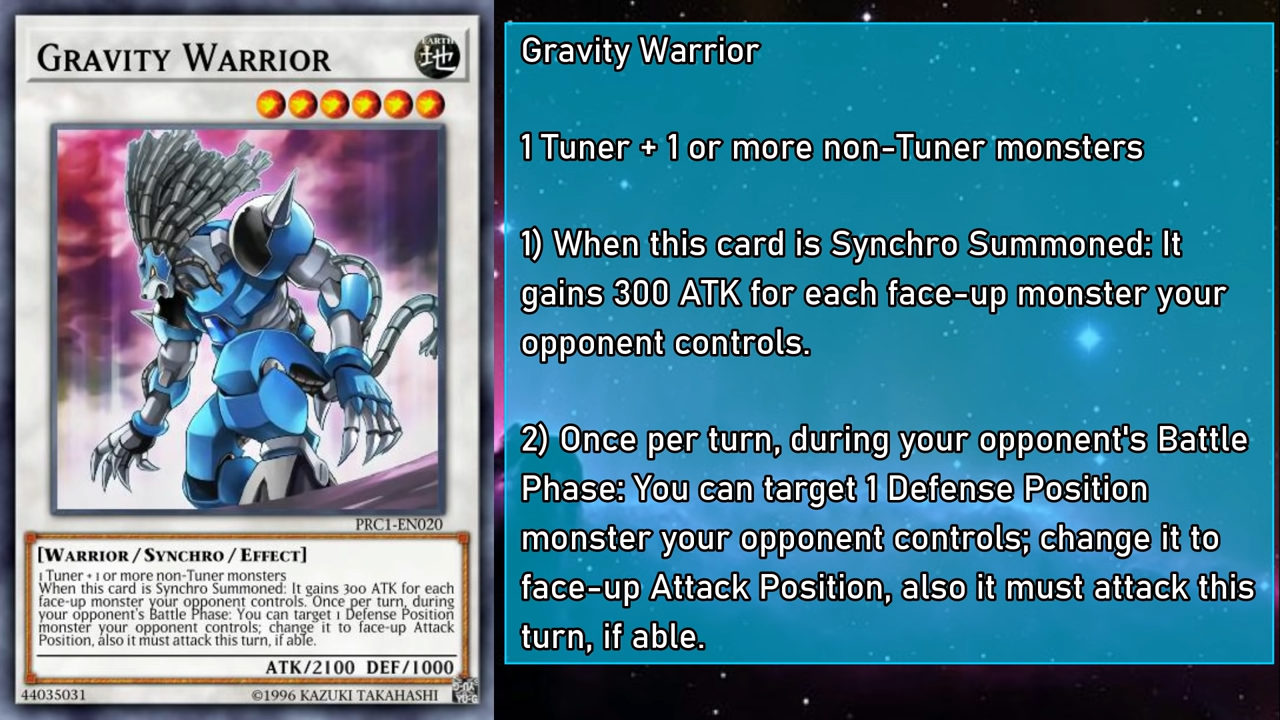 Gravity Warrior
EARTH
地
PRC1-EN020
[Warrior / Synchro / Effect]
1 Tuner + 1 or more non-Tuner monsters
When this card is Synchro Summoned: It gains 300 ATK for each
face-up monster your opponent controls. Once per turn, during
your opponent's Battle Phase: You can target 1 Defense Position
monster your opponent controls; change it to face-up Attack
Position, also it must attack this turn, if able.
ATK/2100 DEF/1000
44035031
©1996 KAZUKI TAKAHASHI
Gravity Warrior
1 Tuner + 1 or more non-Tuner monsters
1) When this card is Synchro Summoned: It
gains 300 ATK for each face-up monster your
opponent controls.
2) Once per turn, during your opponent's Battle
Phase: You can target 1 Defense Position
monster your opponent controls; change it to
face-up Attack Position, also it must attack this
turn, if able.